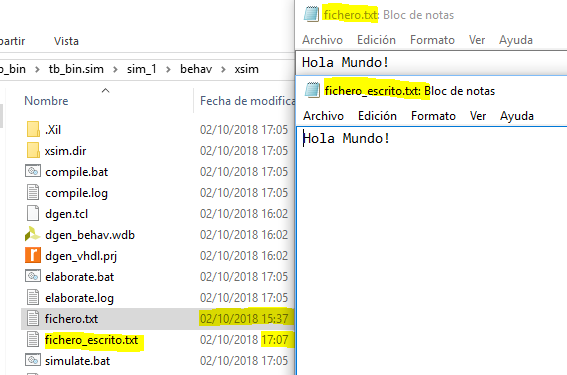 partir
Vista
o_bin > tb_bin.sim > sim_1 > behav > xsim
Nombre
Fecha de modifica
.Xil
02/10/2018 17:05
xsim.dir
02/10/2018 17:05
compile.bat
02/10/2018 17:05
compile.log
02/10/2018 17:05
dgen.tcl
02/10/2018 16:02
dgen_behav.wdb
02/10/2018 16:02
dgen_vhdl.prj
02/10/2018 16:02
elaborate.bat
02/10/2018 17:05
elaborate.log
02/10/2018 17:05
fichero.txt
02/10/2018 15:37
fichero_escrito.txt
02/10/2018 17:07
simulate.bat
02/10/2018 17:05
fichero.txt: Bloc de notas
Archivo Edición Formato Ver Ayuda
Hola Mundo!
fichero_escrito.txt: Bloc de notas
Archivo Edición Formato Ver Ayuda
Hola Mundo!